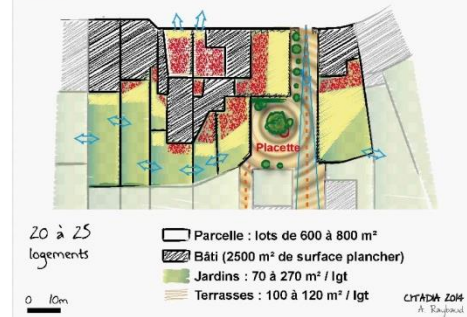 Placette
20 à 25
logements
Parcelle : lots de 600 à 800 m²
Bâti (2500 m² de surface plancher)
Jardins : 70 à 270 m² / lgt
Terrasses : 100 à 120 m² / lgt
0 10m
CITADIA 2014
A. Raybaud